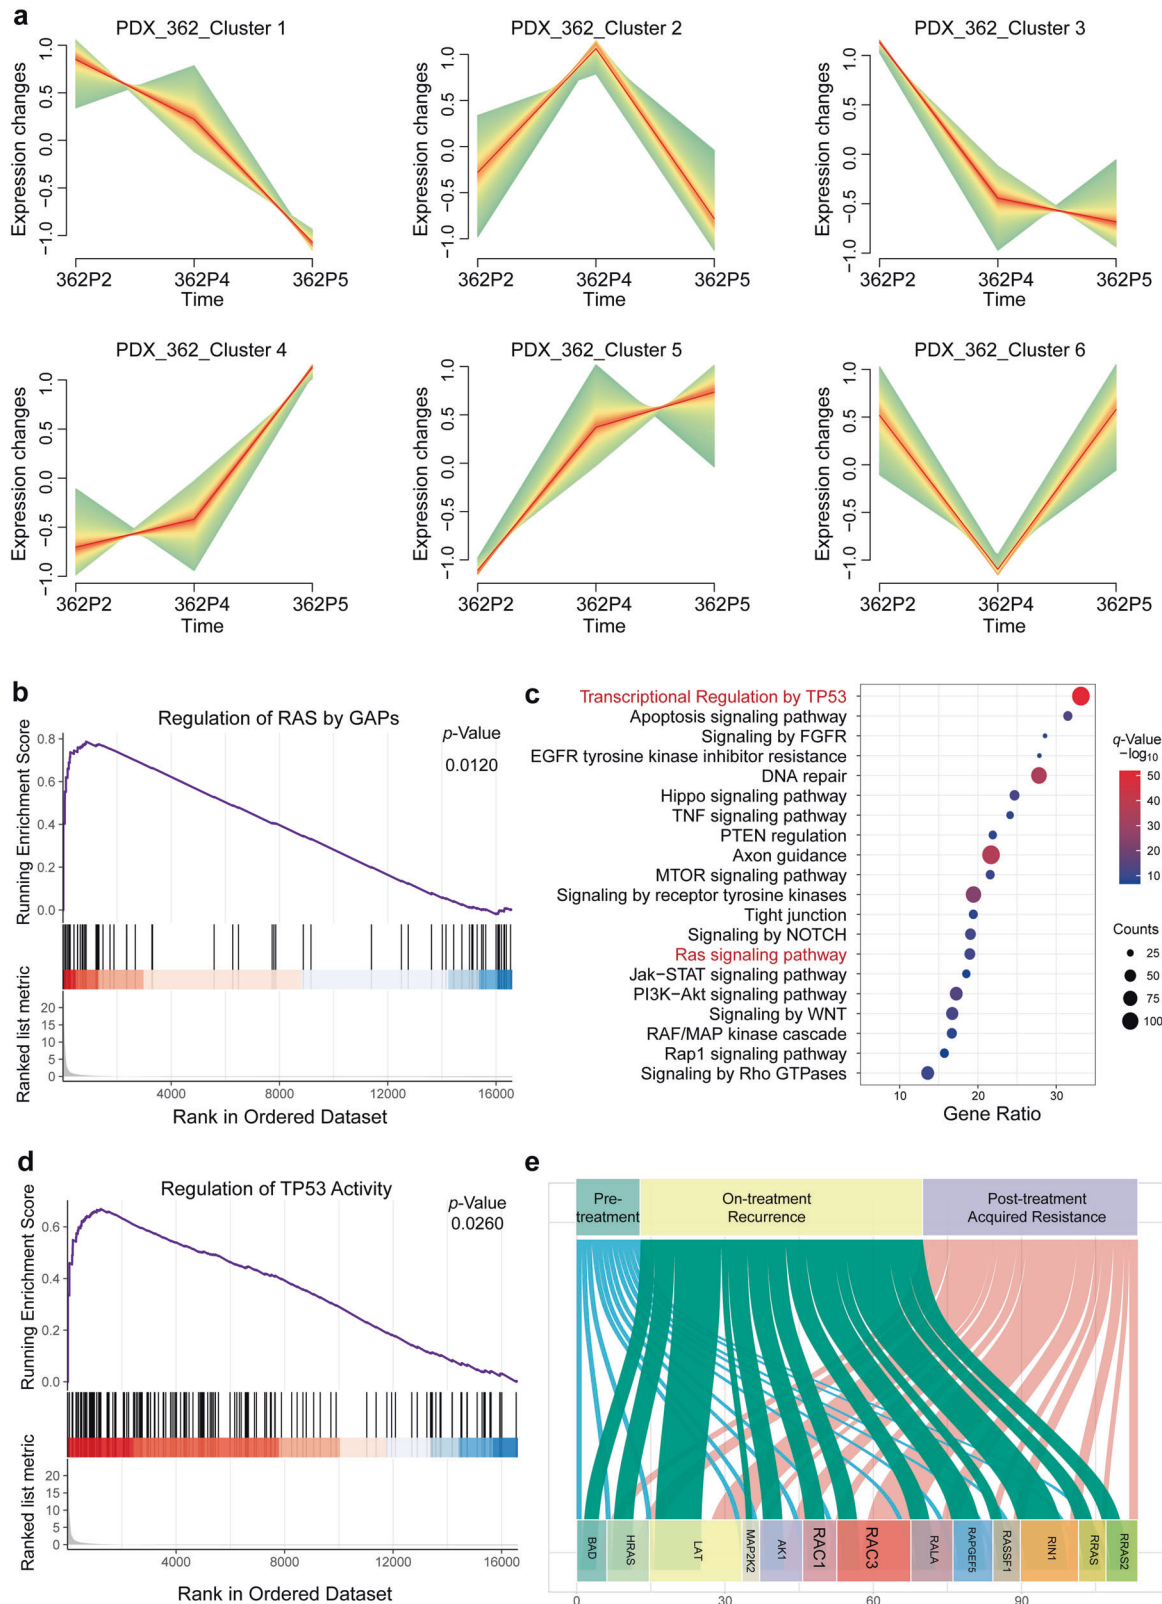 a
PDX_362_Cluster 1
Expression changes
1.0
0.5
0.0
−0.5
−1.0
362P2 362P4 362P5
Time
PDX_362_Cluster 2
Expression changes
1.0
0.5
0.0
−0.5
−1.0
362P2 362P4 362P5
Time
PDX_362_Cluster 3
Expression changes
1.0
0.5
0.0
−0.5
−1.0
362P2 362P4 362P5
Time
PDX_362_Cluster 4
Expression changes
1.0
0.5
0.0
−0.5
−1.0
362P2 362P4 362P5
Time
PDX_362_Cluster 5
Expression changes
1.0
0.5
0.0
−0.5
−1.0
362P2 362P4 362P5
Time
PDX_362_Cluster 6
Expression changes
1.0
0.5
0.0
−0.5
−1.0
362P2 362P4 362P5
Time
b
Regulation of RAS by GAPs
p-Value
0.0120
Running Enrichment Score
0.8
0.6
0.4
0.2
0.0
Ranked list metric
20
15
10
5
0
4000 8000 12000 16000
Rank in Ordered Dataset
c
Transcriptional Regulation by TP53
Apoptosis signaling pathway
Signaling by FGFR
EGFR tyrosine kinase inhibitor resistance
DNA repair
Hippo signaling pathway
TNF signaling pathway
PTEN regulation
Axon guidance
MTOR signaling pathway
Signaling by receptor tyrosine kinases
Tight junction
Signaling by NOTCH
Ras signaling pathway
Jak−STAT signaling pathway
PI3K−Akt signaling pathway
Signaling by WNT
RAF/MAP kinase cascade
Rap1 signaling pathway
Signaling by Rho GTPases
10 20 30
Gene Ratio
q-Value
−log10
50
40
30
20
10
Counts
25
50
75
100
d
Regulation of TP53 Activity
p-Value
0.0260
Running Enrichment Score
0.6
0.4
0.2
0.0
Ranked list metric
20
15
10
5
0
4000 8000 12000 16000
Rank in Ordered Dataset
e
Pre-
treatment
On-treatment
Recurrence
Post-treatment
Acquired Resistance
BAD HRAS LAT MAP2K2 AK1 RAC1 RAC3 RALA RAPGEF5 RASSF1 RIN1 RRAS RRAS2
0 30 60 90